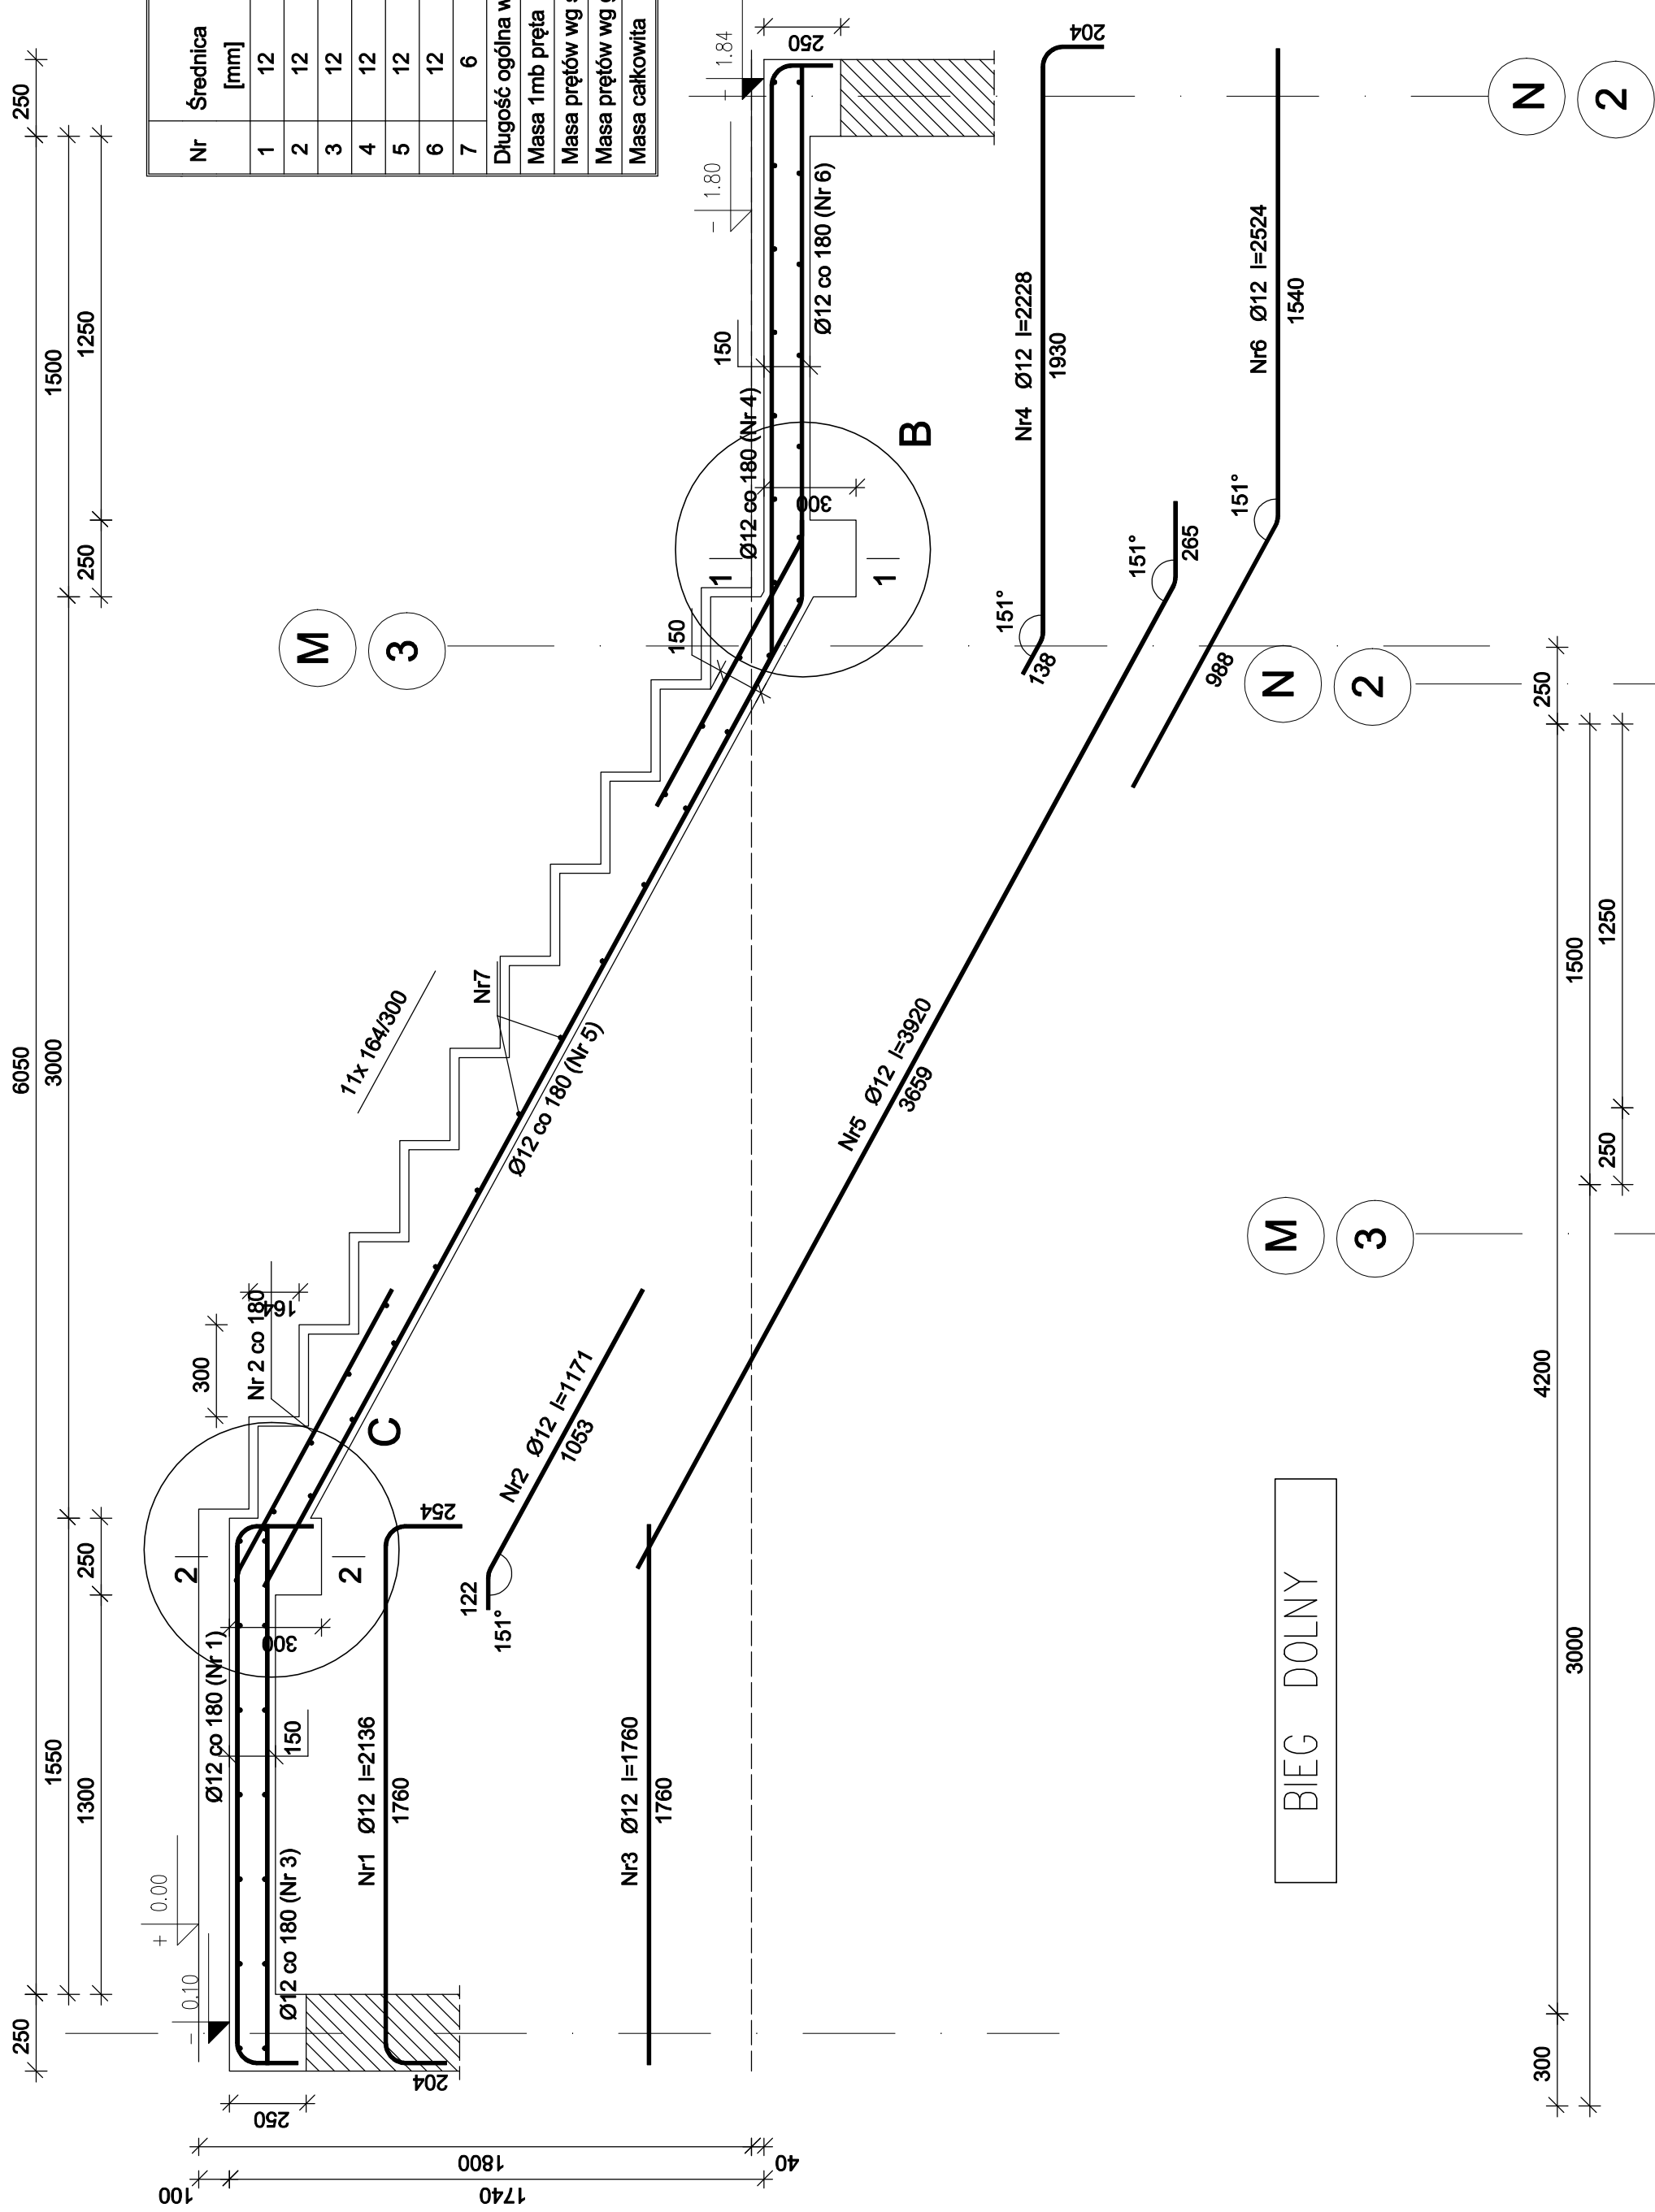 250
6050
250
1550
3000
1500
1300
250
250
1250
Nr
Średnica
[mm]
1 12
2 12
3 12
4 12
5 12
6 12
7 6
Długość ogólna w
Masa 1mb pręta
Masa prętów wg
Masa prętów wg
Masa całkowita
+ 0.00
- 0.10
- 1.80
- 1.84
250
250
100
1800
1740
40
Ø12 co 180 (Nr 1)
Ø12 co 180 (Nr 3)
150
300
2
2
C
300
164
Nr 2 co 180
11x 164/300
Nr7
Ø12 co 180 (Nr 5)
M
3
150
1
1
Ø12 co 180 (Nr 4)
300
150
B
Ø12 co 180 (Nr 6)
Nr1 Ø12 l=2136
1760
204
254
Nr2 Ø12 l=1171
1053
122
151°
Nr3 Ø12 l=1760
1760
Nr4 Ø12 l=2228
1930
138
151°
204
Nr5 Ø12 l=3920
3659
151°
265
Nr6 Ø12 l=2524
1540
988
151°
N
2
N
2
M
3
BIEG DOLNY
300
4200
250
3000
1500
250
1250